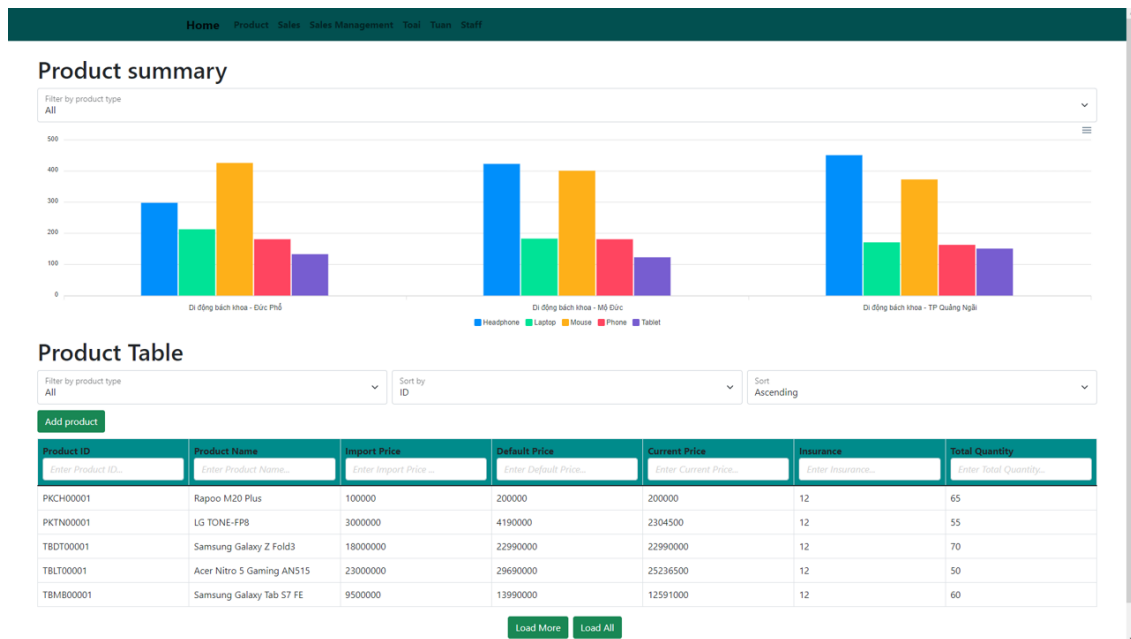 Home Product Sales Sales Management Toal Tuan Staff
Product summary
Filter by product type
All
500
400
300
200
100
0
Di động bách khoa - Đức Phổ Di động bách khoa - Mộ Đức Di động bách khoa - TP Quảng Ngãi
Headphone Laptop Mouse Phone Tablet
Product Table
Filter by product type Sort by Sort
All ID Ascending
Add product
Product ID Product Name Import Price Default Price Current Price Insurance Total Quantity
Enter Product ID... Enter Product Name... Enter Import Price ... Enter Default Price... Enter Current Price... Enter Insurance... Enter Total Quantity...
PKCH00001 Rapoo M20 Plus 100000 200000 200000 12 65
PKTN00001 LG TONE-FP8 3000000 4190000 2304500 12 55
TBDT00001 Samsung Galaxy Z Fold3 18000000 22990000 22990000 12 70
TBLT00001 Acer Nitro 5 Gaming AN515 23000000 29690000 25236500 12 50
TBMB00001 Samsung Galaxy Tab S7 FE 9500000 13990000 12591000 12 60
Load More Load All